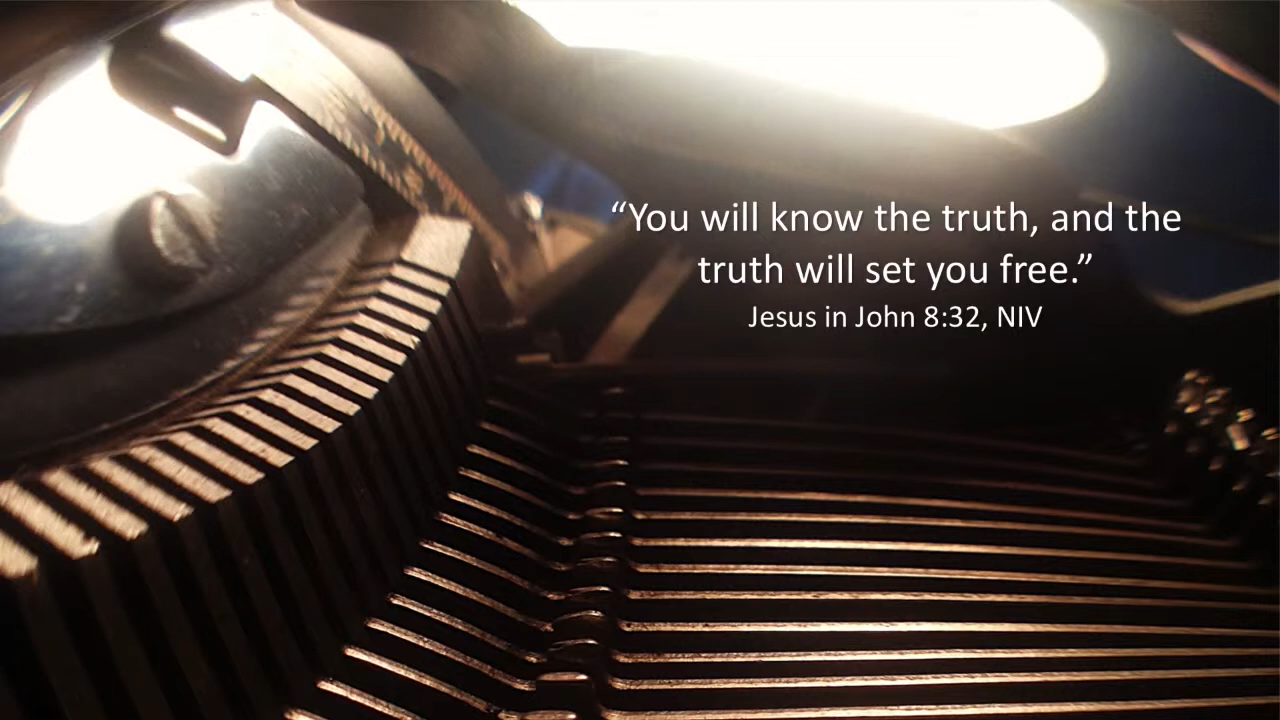 “You will know the truth, and the
truth will set you free.”
Jesus in John 8:32, NIV